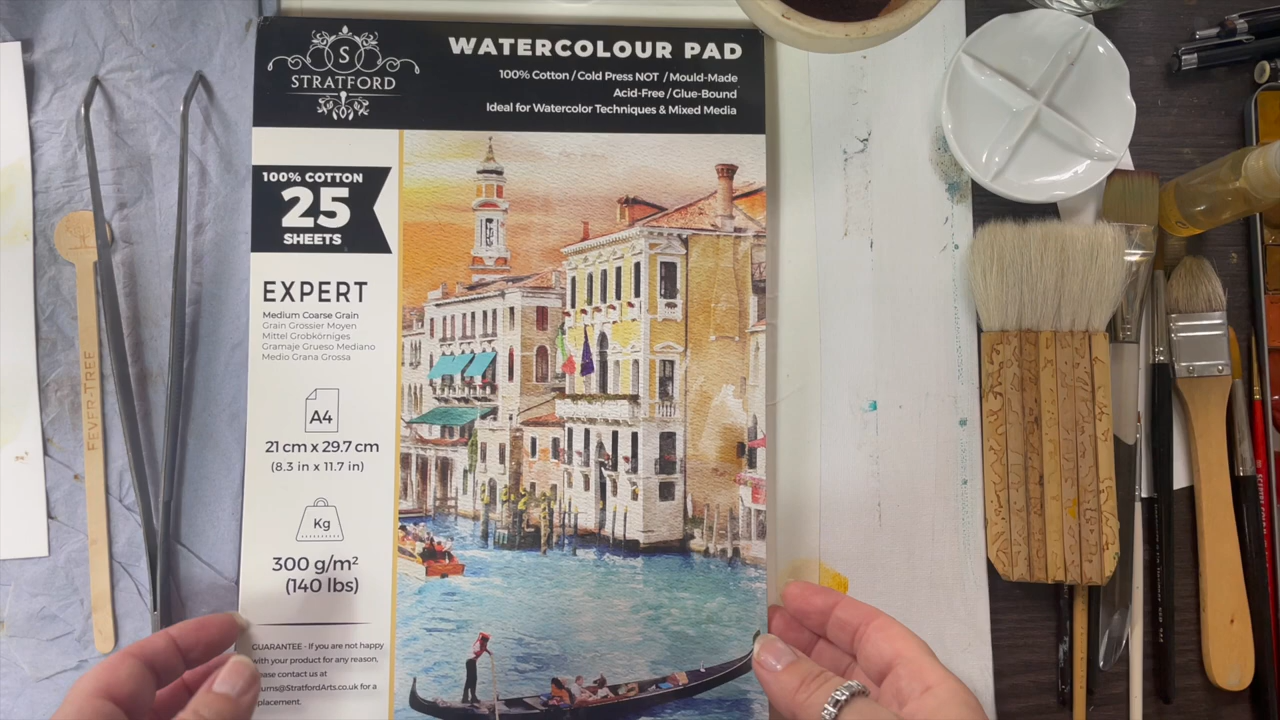 S
STRATFORD
WATERCOLOUR PAD
100% Cotton / Cold Press NOT / Mould-Made
Acid-Free / Glue-Bound
Ideal for Watercolor Techniques & Mixed Media
100% COTTON
25
SHEETS
EXPERT
Medium Coarse Grain
Grain Grossier Moyen
Mittel Grobkörniges
Gramaje Grueso Mediano
Medio Grana Grossa
A4
21 cm x 29.7 cm
(8.3 in x 11.7 in)
Kg
300 g/m²
(140 lbs)
GUARANTEE - If you are not happy
with your product for any reason,
ease contact us at
urns@StratfordArts.co.uk for a
placement.
FEVER-TREE